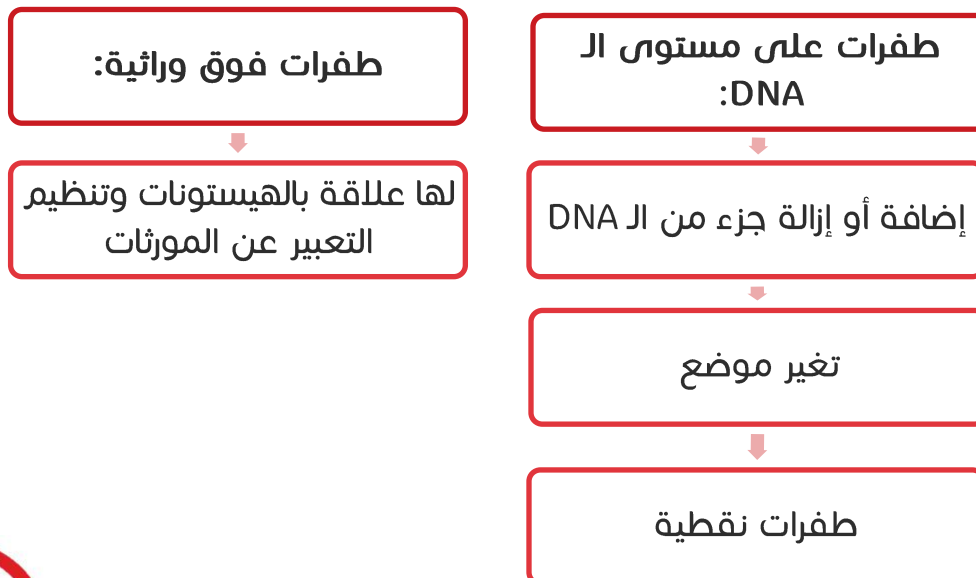 طفرات على مستوى الـ
DNA:
إضافة أو إزالة جزء من الـ DNA
تغير موضع
طفرات نقطية
طفرات فوق وراثية:
لها علاقة بالهيستونات وتنظيم
التعبير عن المورثات